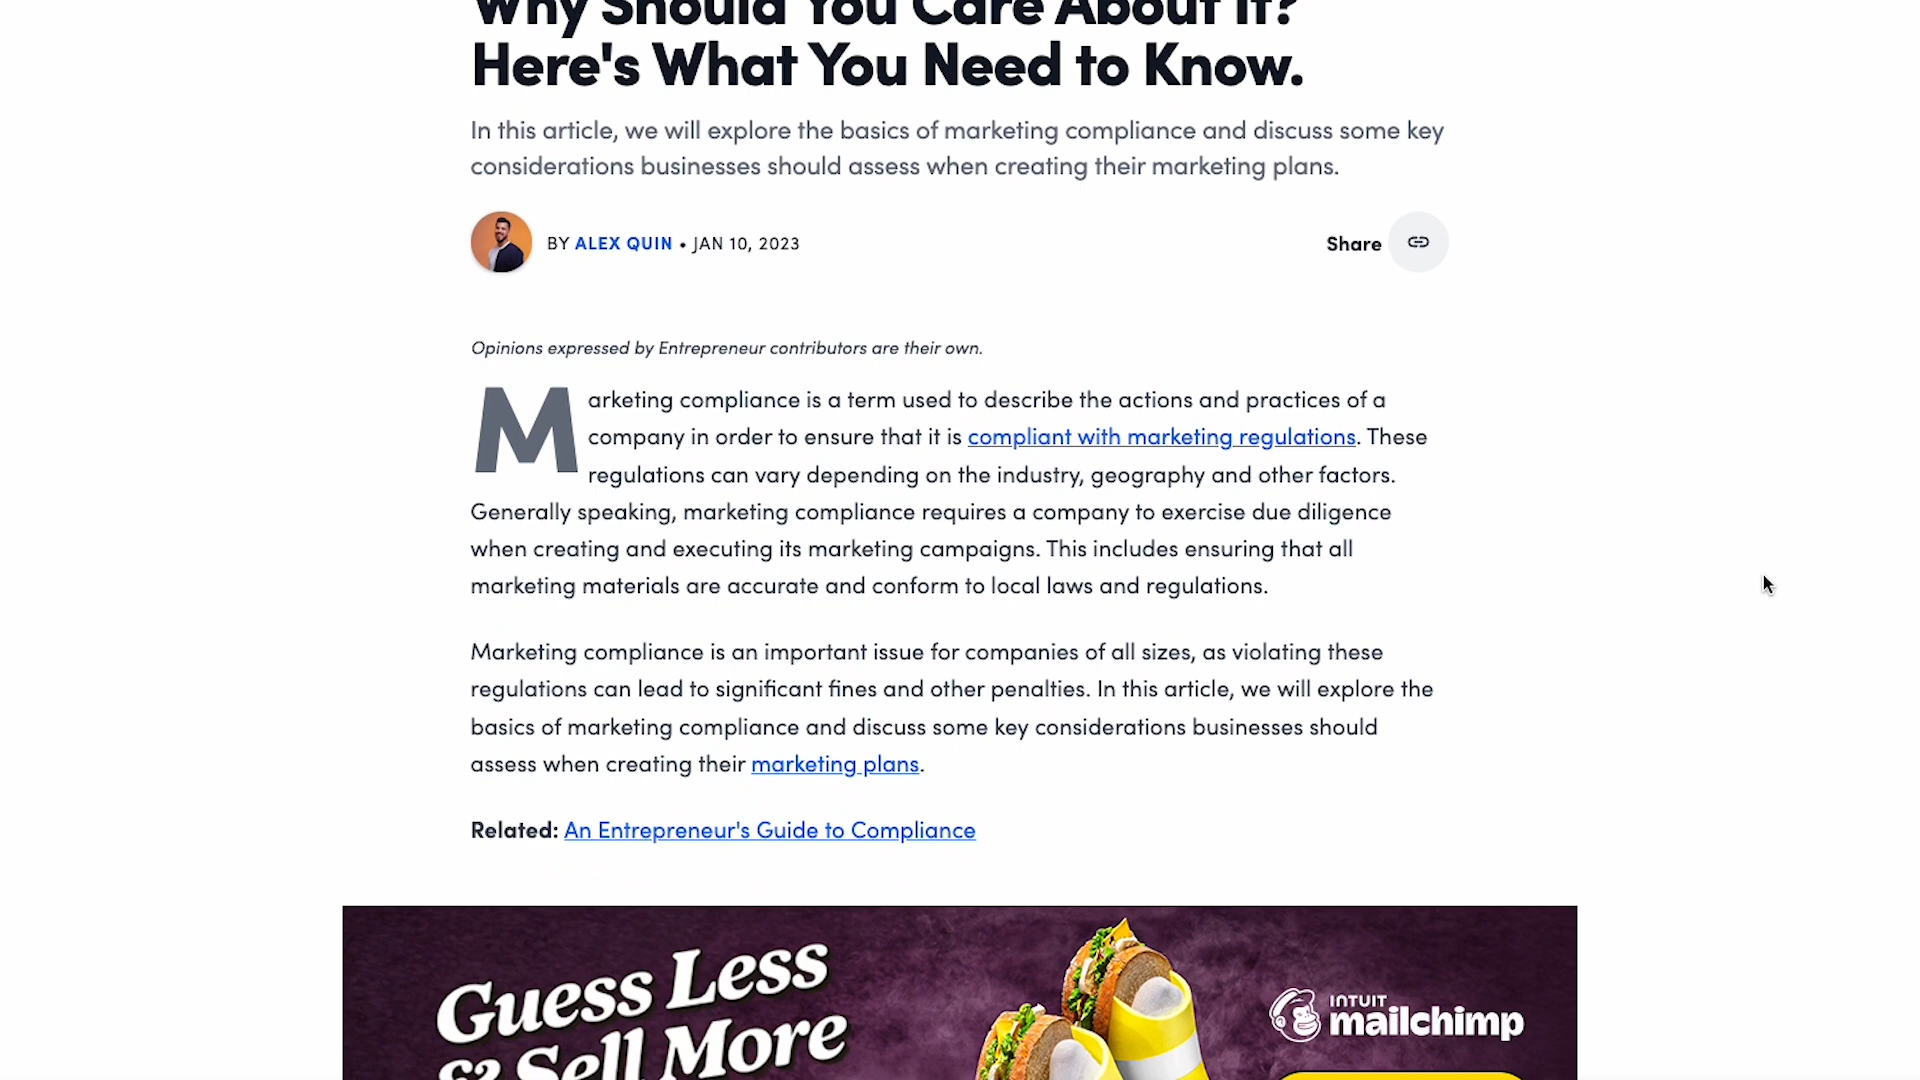 Why Should You Care About It?
Here's What You Need to Know.
In this article, we will explore the basics of marketing compliance and discuss some key
considerations businesses should assess when creating their marketing plans.
BY ALEX QUIN • JAN 10, 2023
Share
Opinions expressed by Entrepreneur contributors are their own.
Marketing compliance is a term used to describe the actions and practices of a
company in order to ensure that it is compliant with marketing regulations. These
regulations can vary depending on the industry, geography and other factors.
Generally speaking, marketing compliance requires a company to exercise due diligence
when creating and executing its marketing campaigns. This includes ensuring that all
marketing materials are accurate and conform to local laws and regulations.
Marketing compliance is an important issue for companies of all sizes, as violating these
regulations can lead to significant fines and other penalties. In this article, we will explore the
basics of marketing compliance and discuss some key considerations businesses should
assess when creating their marketing plans.
Related: An Entrepreneur's Guide to Compliance
Guess Less
& Sell More
INTUIT
mailchimp